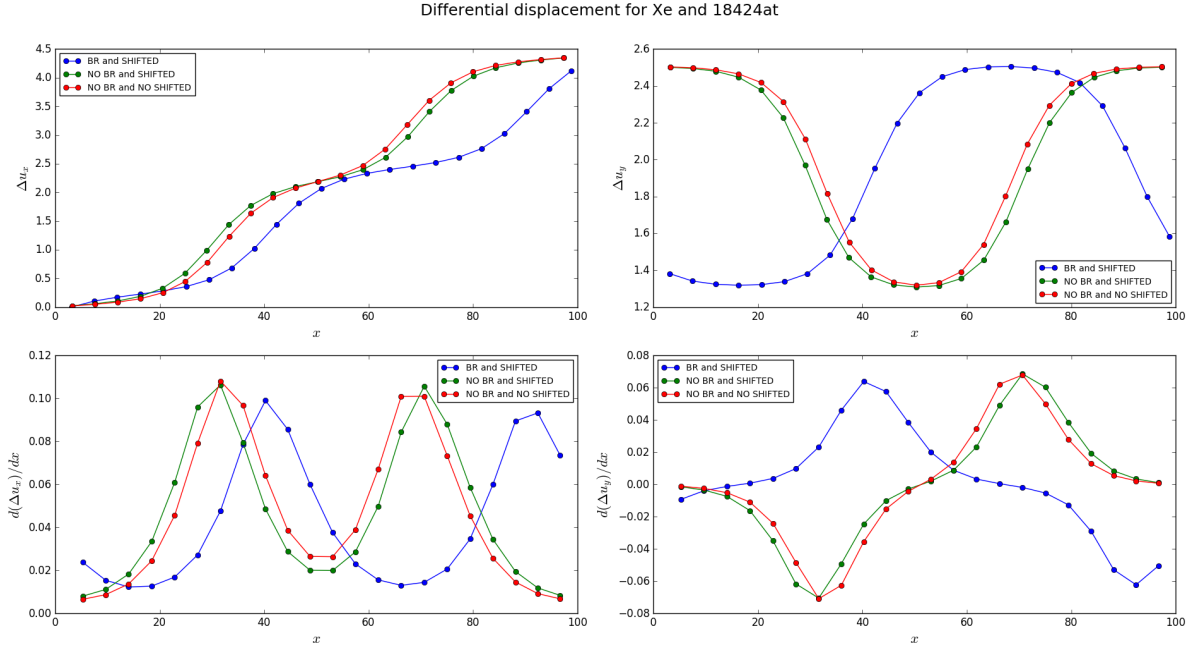 Differential displacement for Xe and 18424at
4.5
4.0
3.5
3.0
2.5
2.0
1.5
1.0
0.5
0.0
Δu_x
BR and SHIFTED
NO BR and SHIFTED
NO BR and NO SHIFTED
0 20 40 60 80 100
x
2.6
2.4
2.2
2.0
1.8
1.6
1.4
1.2
Δu_y
BR and SHIFTED
NO BR and SHIFTED
NO BR and NO SHIFTED
0 20 40 60 80 100
x
0.12
0.10
0.08
0.06
0.04
0.02
0.00
d(Δu_x)/dx
BR and SHIFTED
NO BR and SHIFTED
NO BR and NO SHIFTED
0 20 40 60 80 100
x
0.08
0.06
0.04
0.02
0.00
−0.02
−0.04
−0.06
−0.08
d(Δu_y)/dx
BR and SHIFTED
NO BR and SHIFTED
NO BR and NO SHIFTED
0 20 40 60 80 100
x